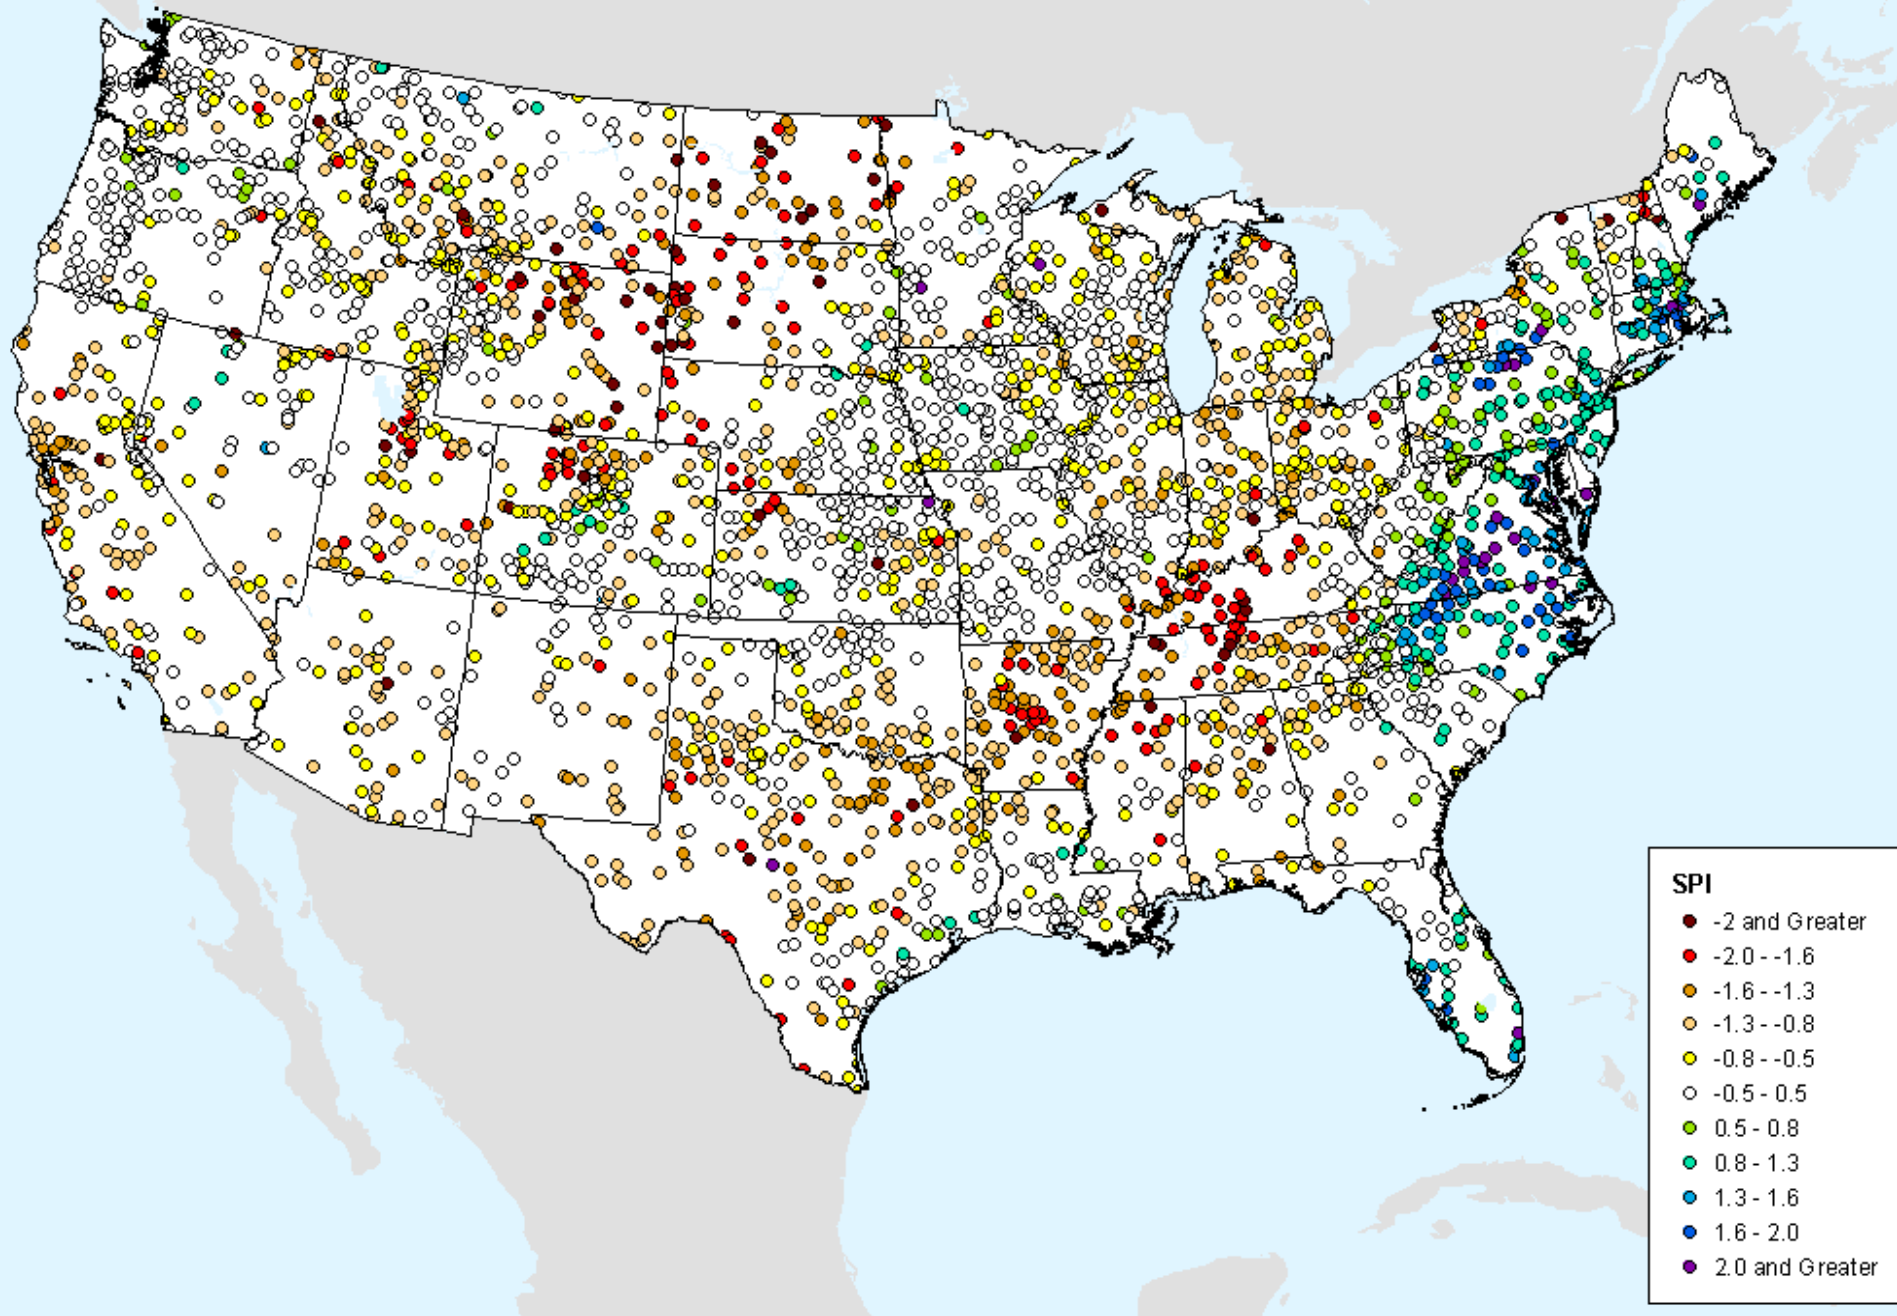 SPI
-2 and Greater
-2.0 - -1.6
-1.6 - -1.3
-1.3 - -0.8
-0.8 - -0.5
-0.5 - 0.5
0.5 - 0.8
0.8 - 1.3
1.3 - 1.6
1.6 - 2.0
2.0 and Greater